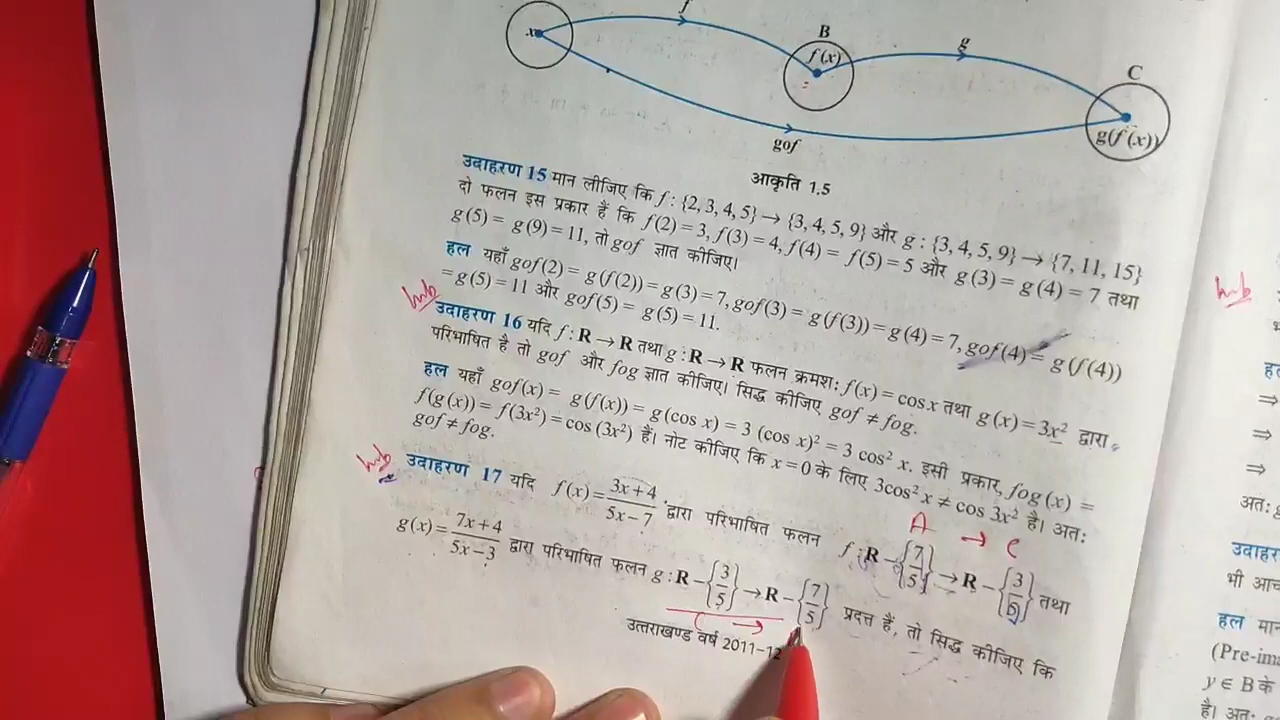 f
x
B
f(x)
g
C
g(f(x))
gof
आकृति 1.5
उदाहरण 15 मान लीजिए कि f : {2, 3, 4, 5} → {3, 4, 5, 9} और g : {3, 4, 5, 9} → {7, 11, 15}
दो फलन इस प्रकार हैं कि f(2) = 3, f(3) = 4, f(4) = f(5) = 5 और g(3) = g(4) = 7 तथा
g(5) = g(9) = 11, तो gof ज्ञात कीजिए।
हल यहाँ gof(2) = g(f(2)) = g(3) = 7, gof(3) = g(f(3)) = g(4) = 7, gof(4) = g(f(4))
= g(5) = 11 और gof(5) = g(5) = 11.
उदाहरण 16 यदि f : R → R तथा g : R → R फलन क्रमश: f(x) = cos x तथा g(x) = 3x² द्वारा
परिभाषित है तो gof और fog ज्ञात कीजिए। सिद्ध कीजिए gof ≠ fog.
हल यहाँ gof(x) = g(f(x)) = g(cos x) = 3 (cos x)² = 3 cos² x. इसी प्रकार, fog(x) =
f(g(x)) = f(3x²) = cos (3x²) हैं। नोट कीजिए कि x = 0 के लिए 3cos² x ≠ cos 3x² है। अत:
gof ≠ fog.
A → C
उदाहरण 17 यदि f(x) = (3x + 4)/(5x − 7) द्वारा परिभाषित फलन f : R − {7/5} → R − {3/5} तथा
g(x) = (7x + 4)/(5x − 3) द्वारा परिभाषित फलन g : R − {3/5} → R − {7/5} प्रदत्त हैं, तो सिद्ध कीजिए कि
उत्तराखण्ड वर्ष 2011-12
⇒
⇒
⇒
अत:
भी आच
हल मान
(Pre-ima
y ∈ B के
है। अत: